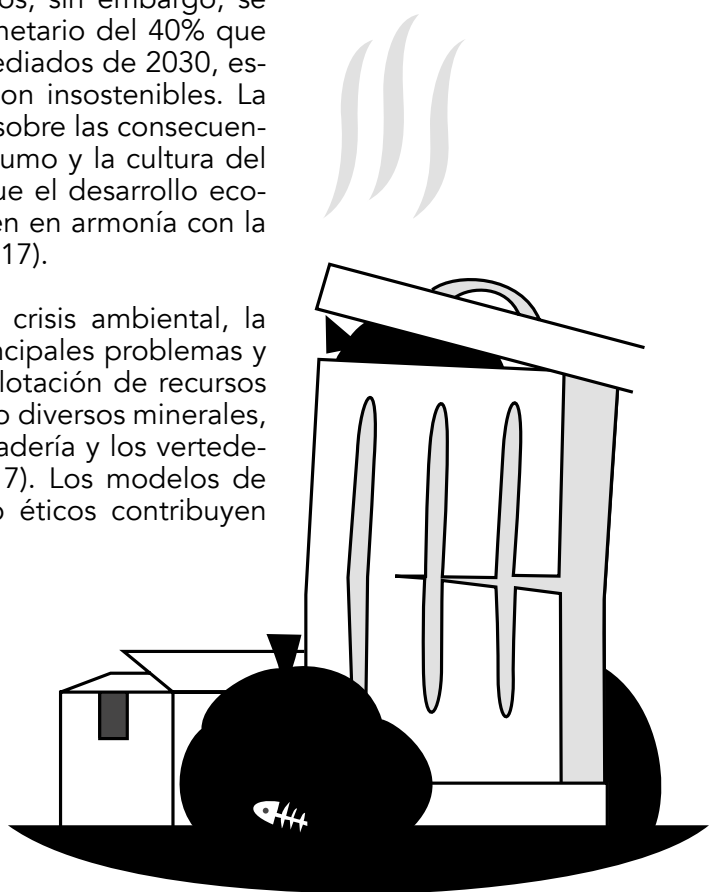 os, sin embargo, se
netario del 40% que
ediados de 2030, es-
on insostenibles. La
sobre las consecuen-
umo y la cultura del
ue el desarrollo eco-
en en armonía con la
17).
crisis ambiental, la
ncipales problemas y
lotación de recursos
o diversos minerales,
adería y los vertede-
7). Los modelos de
o éticos contribuyen